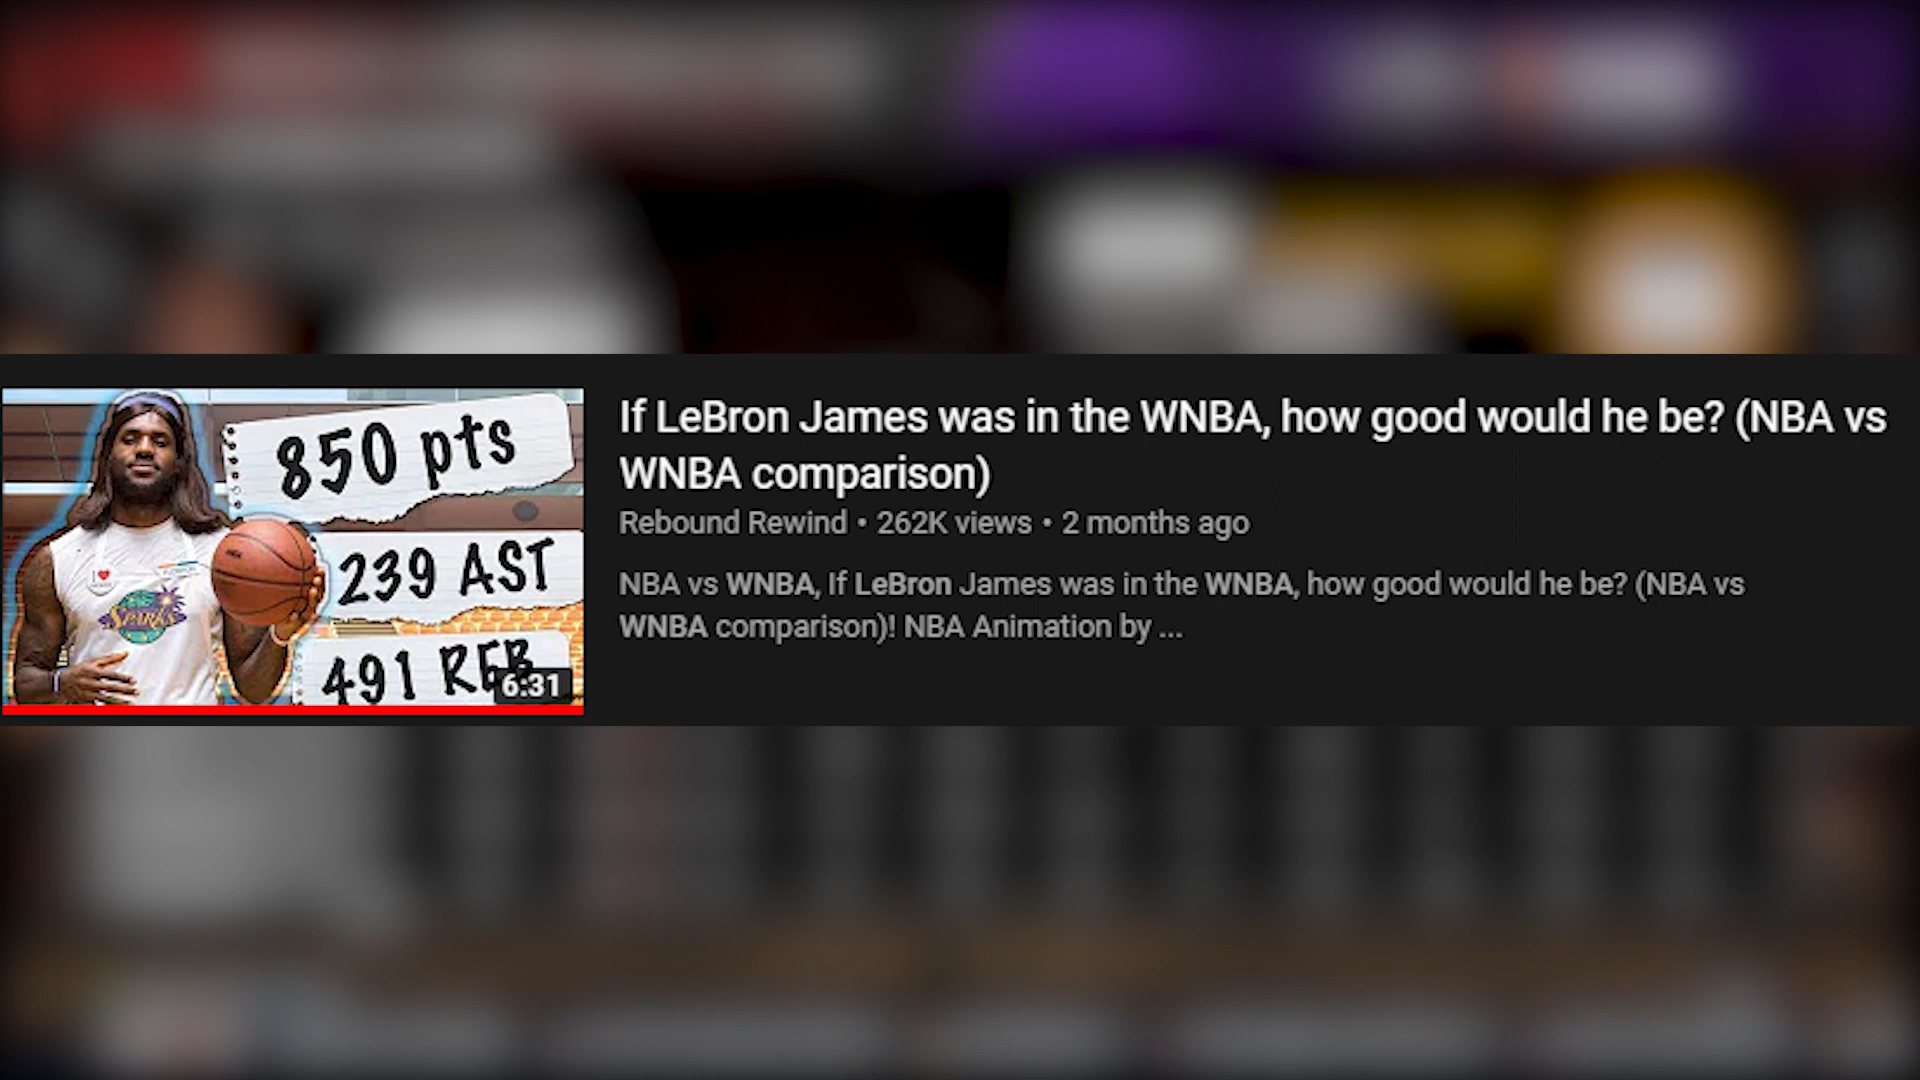 850 pts
239 AST
491 REB
6:31
SPARKS
If LeBron James was in the WNBA, how good would he be? (NBA vs
WNBA comparison)
Rebound Rewind • 262K views • 2 months ago
NBA vs WNBA, If LeBron James was in the WNBA, how good would he be? (NBA vs
WNBA comparison)! NBA Animation by ...